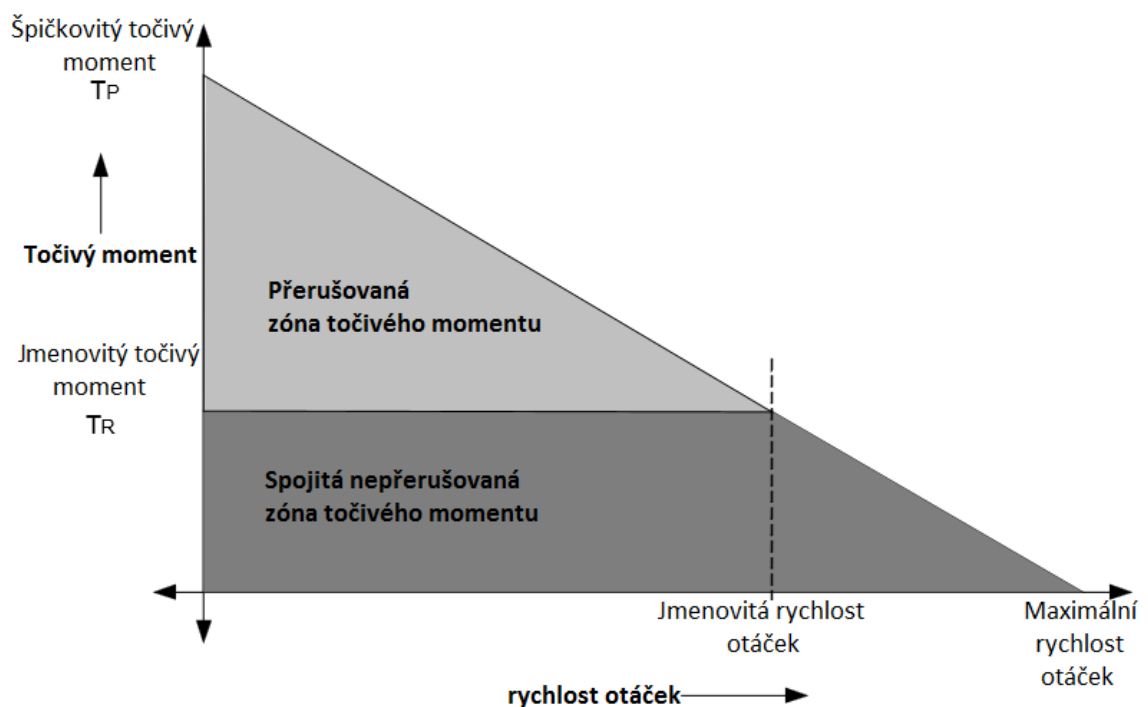 Špičkovitý točivý
moment
TP
Točivý moment
Přerušovaná
zóna točivého momentu
Jmenovitý točivý
moment
TR
Spojitá nepřerušovaná
zóna točivého momentu
Jmenovitá rychlost
otáček
Maximální
rychlost
otáček
rychlost otáček